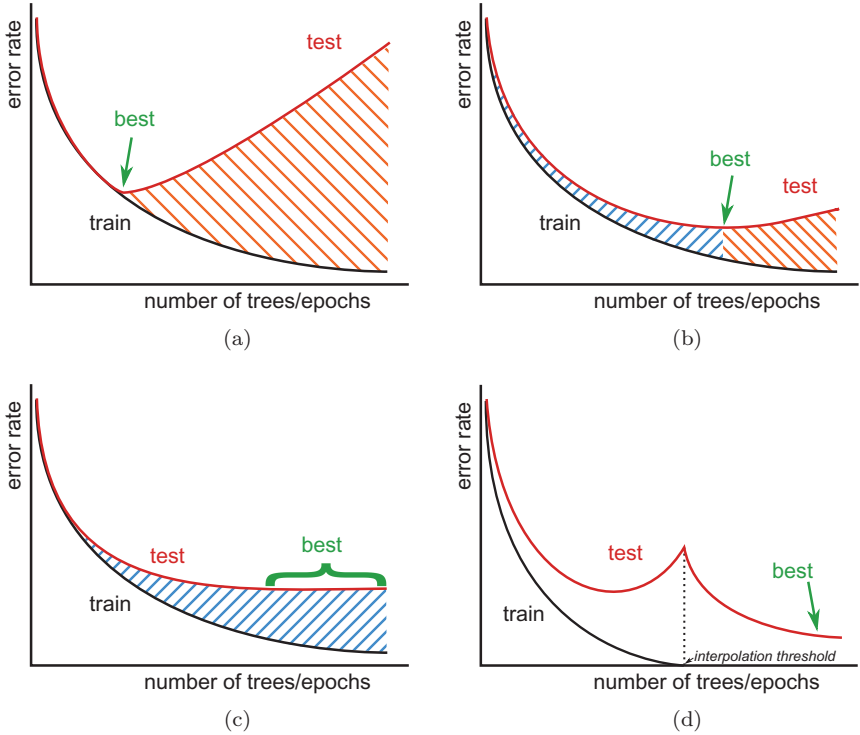 error rate
test
best
train
number of trees/epochs
(a)
error rate
best
test
train
number of trees/epochs
(b)
error rate
test
best
train
number of trees/epochs
(c)
error rate
test
best
train
interpolation threshold
number of trees/epochs
(d)